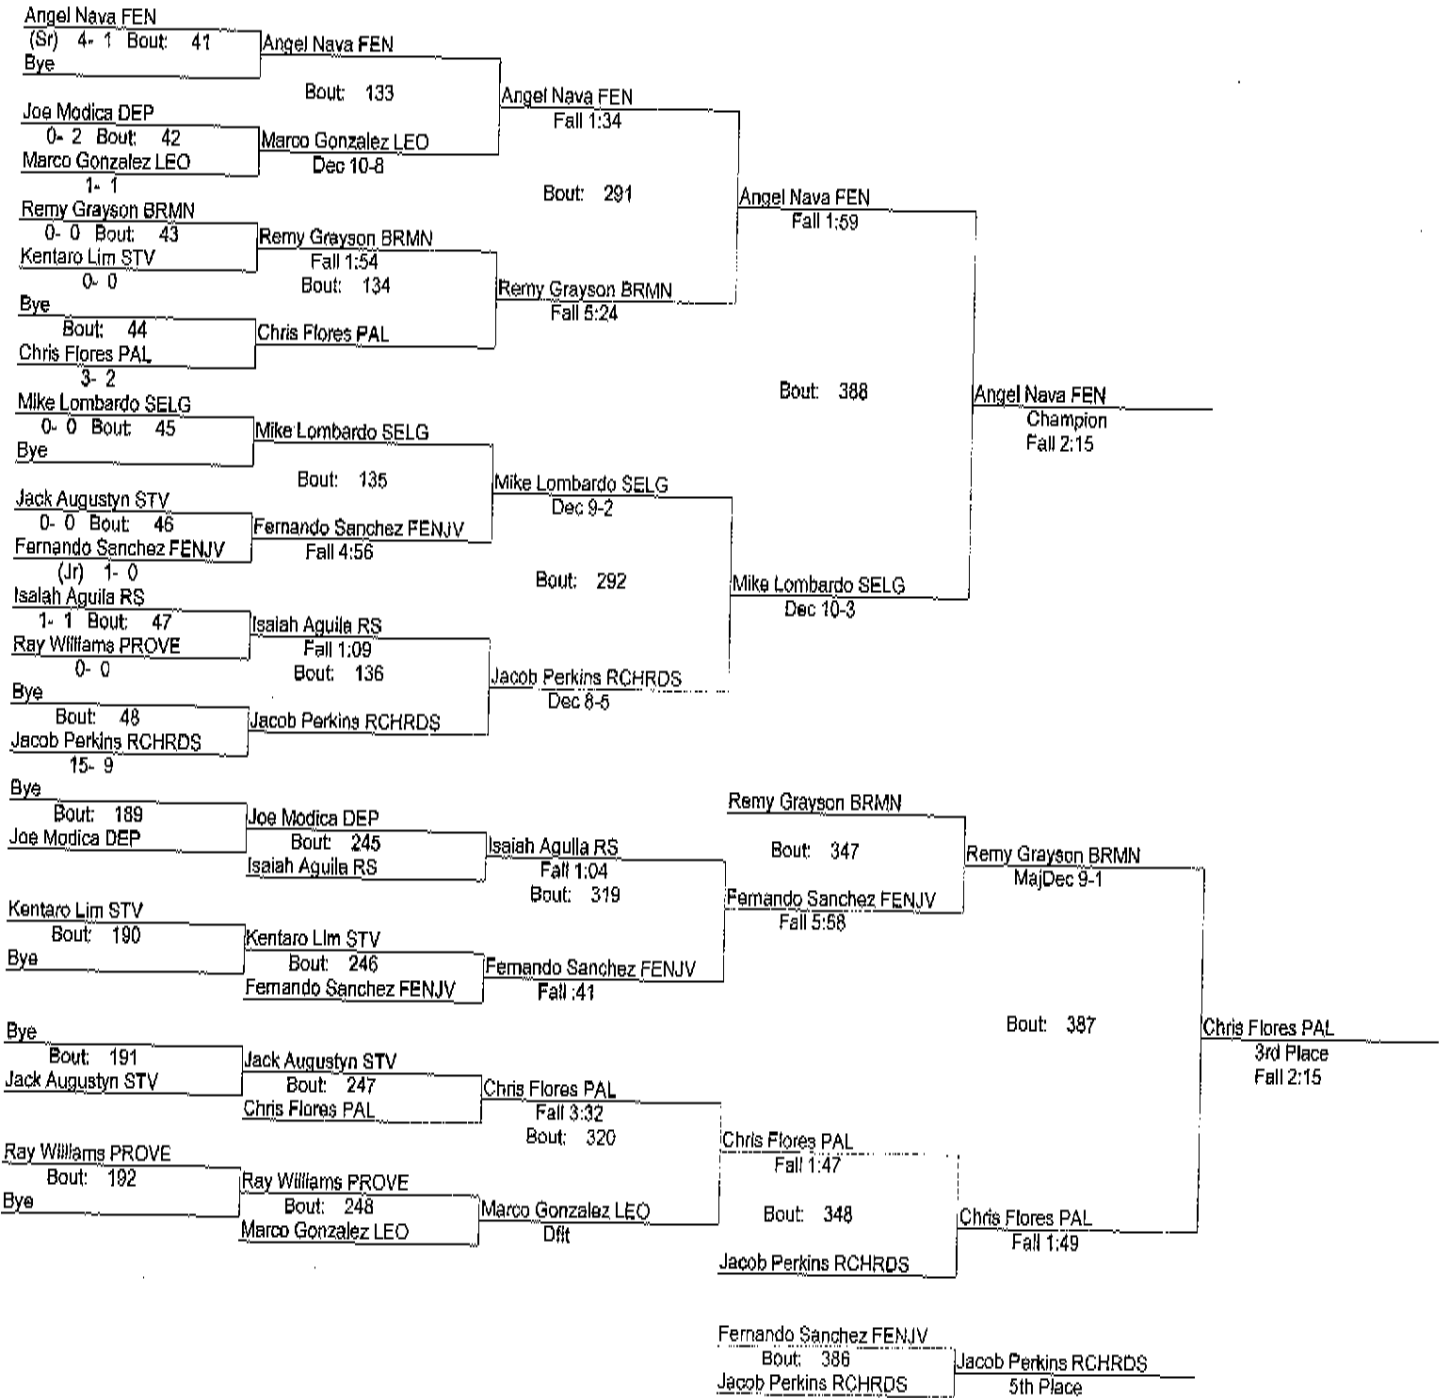 Angel Nava FEN
(Sr) 4- 1 Bout: 41
Bye
Angel Nava FEN
Bout: 133
Joe Modica DEP
0- 2 Bout: 42
Marco Gonzalez LEO
1- 1
Marco Gonzalez LEO
Dec 10-8
Angel Nava FEN
Fall 1:34
Bout: 291
Remy Grayson BRMN
0- 0 Bout: 43
Kentaro Lim STV
0- 0
Remy Grayson BRMN
Fall 1:54
Bout: 134
Bye
Bout: 44
Chris Flores PAL
3- 2
Chris Flores PAL
Remy Grayson BRMN
Fall 5:24
Angel Nava FEN
Fall 1:59
Bout: 388
Mike Lombardo SELG
0- 0 Bout: 45
Bye
Mike Lombardo SELG
Bout: 135
Jack Augustyn STV
0- 0 Bout: 46
Fernando Sanchez FENJV
(Jr) 1- 0
Fernando Sanchez FENJV
Fall 4:56
Mike Lombardo SELG
Dec 9-2
Bout: 292
Isaiah Aguila RS
1- 1 Bout: 47
Ray Williams PROVE
0- 0
Isaiah Aguila RS
Fall 1:09
Bout: 136
Bye
Bout: 48
Jacob Perkins RCHRDS
15- 9
Jacob Perkins RCHRDS
Jacob Perkins RCHRDS
Dec 8-5
Mike Lombardo SELG
Dec 10-3
Angel Nava FEN
Champion
Fall 2:15
Bye
Bout: 189
Joe Modica DEP
Joe Modica DEP
Bout: 245
Isaiah Aguila RS
Isaiah Aguila RS
Fall 1:04
Bout: 319
Kentaro Lim STV
Bout: 190
Bye
Kentaro Lim STV
Bout: 246
Fernando Sanchez FENJV
Fernando Sanchez FENJV
Fall :41
Remy Grayson BRMN
Bout: 347
Fernando Sanchez FENJV
Fall 5:58
Remy Grayson BRMN
MajDec 9-1
Bout: 387
Bye
Bout: 191
Jack Augustyn STV
Jack Augustyn STV
Bout: 247
Chris Flores PAL
Chris Flores PAL
Fall 3:32
Bout: 320
Ray Williams PROVE
Bout: 192
Bye
Ray Williams PROVE
Bout: 248
Marco Gonzalez LEO
Marco Gonzalez LEO
Dflt
Chris Flores PAL
Fall 1:47
Bout: 348
Jacob Perkins RCHRDS
Chris Flores PAL
Fall 1:49
Chris Flores PAL
3rd Place
Fall 2:15
Fernando Sanchez FENJV
Bout: 386
Jacob Perkins RCHRDS
Jacob Perkins RCHRDS
5th Place